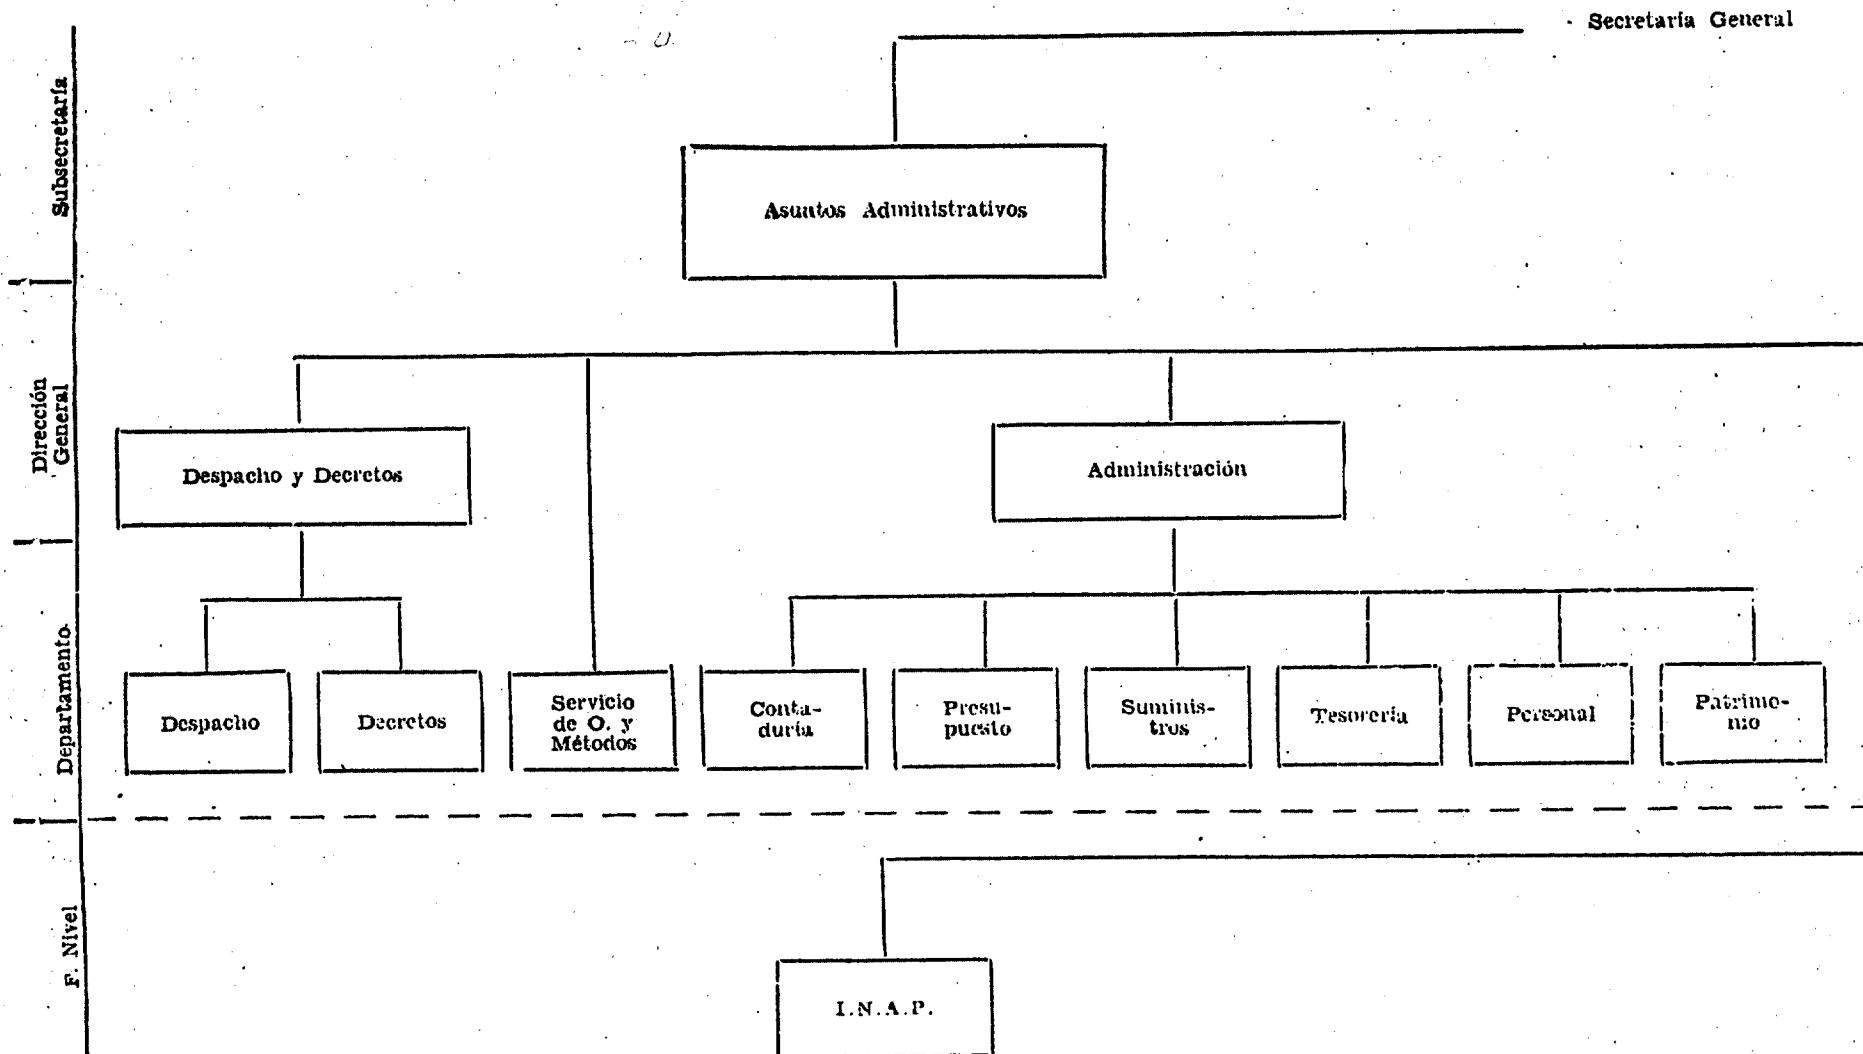 Secretaría General
Subsecretaría
Asuntos Administrativos
Dirección
General
Despacho y Decretos
Administración
Departamento
Despacho
Decretos
Servicio
de O. y
Métodos
Conta-
duría
Presu-
puesto
Suminis-
tros
Tesorería
Personal
Patrimo-
nio
F. Nivel
I.N.A.P.